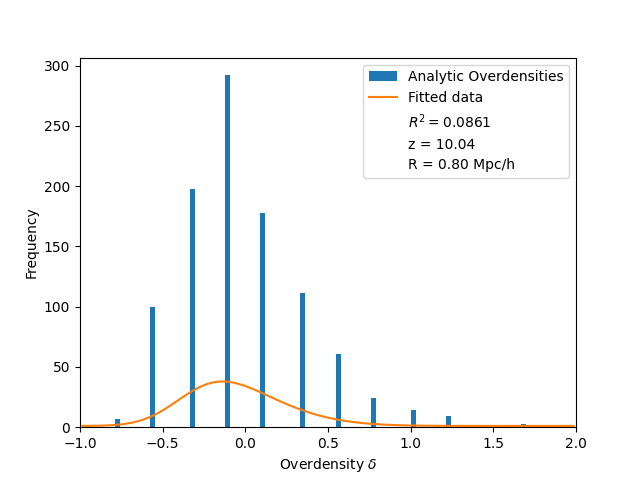 300
250
200
150
100
50
0
Frequency
Analytic Overdensities
Fitted data
R² = 0.0861
z = 10.04
R = 0.80 Mpc/h
−1.0 −0.5 0.0 0.5 1.0 1.5 2.0
Overdensity δ